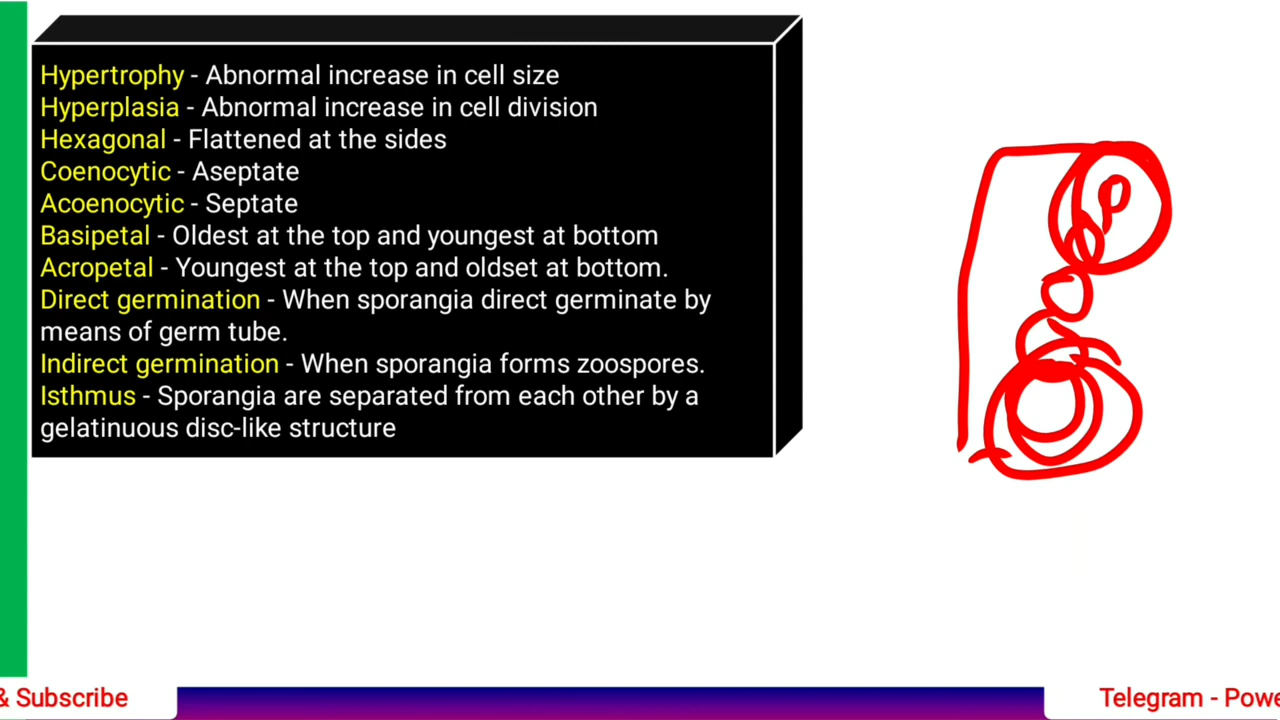 Hypertrophy - Abnormal increase in cell size
Hyperplasia - Abnormal increase in cell division
Hexagonal - Flattened at the sides
Coenocytic - Aseptate
Acoenocytic - Septate
Basipetal - Oldest at the top and youngest at bottom
Acropetal - Youngest at the top and oldset at bottom.
Direct germination - When sporangia direct germinate by
means of germ tube.
Indirect germination - When sporangia forms zoospores.
Isthmus - Sporangia are separated from each other by a
gelatinuous disc-like structure
P
& Subscribe
Telegram - Powe